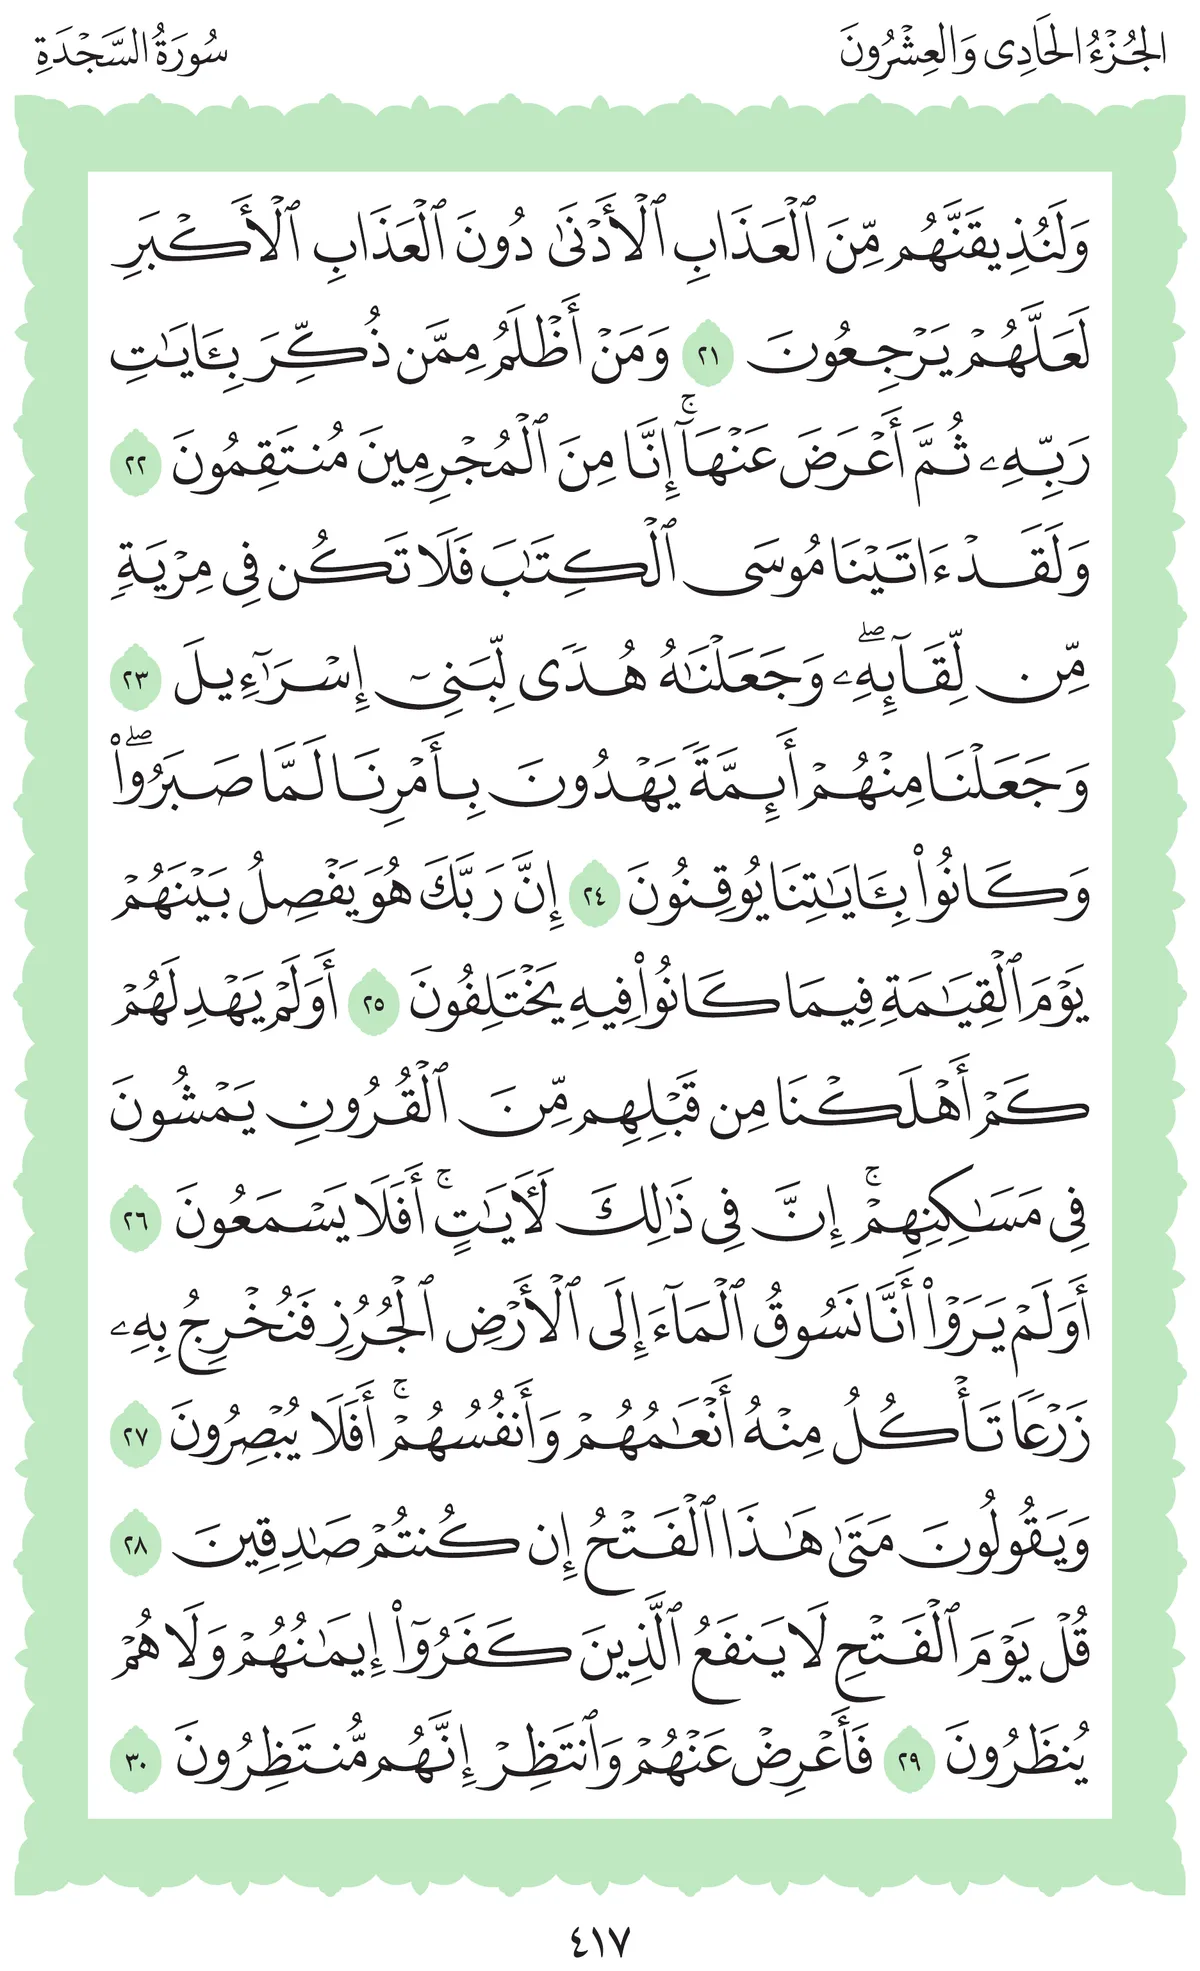 الجُزْءُ الحَادِى وَالعِشْرُونَ
سُورَةُ السَّجْدَةِ
وَلَنُذِيقَنَّهُم مِّنَ ٱلْعَذَابِ ٱلْأَدْنَىٰ دُونَ ٱلْعَذَابِ ٱلْأَكْبَرِ
لَعَلَّهُمْ يَرْجِعُونَ ٢١ وَمَنْ أَظْلَمُ مِمَّن ذُكِّرَ بِـَٔايَـٰتِ
رَبِّهِۦ ثُمَّ أَعْرَضَ عَنْهَآ ۚ إِنَّا مِنَ ٱلْمُجْرِمِينَ مُنتَقِمُونَ ٢٢
وَلَقَدْ ءَاتَيْنَا مُوسَى ٱلْكِتَـٰبَ فَلَا تَكُن فِى مِرْيَةٍ
مِّن لِّقَآئِهِۦ ۖ وَجَعَلْنَـٰهُ هُدًى لِّبَنِىٓ إِسْرَٰٓءِيلَ ٢٣
وَجَعَلْنَا مِنْهُمْ أَئِمَّةً يَهْدُونَ بِأَمْرِنَا لَمَّا صَبَرُوا۟ ۖ
وَكَانُوا۟ بِـَٔايَـٰتِنَا يُوقِنُونَ ٢٤ إِنَّ رَبَّكَ هُوَ يَفْصِلُ بَيْنَهُمْ
يَوْمَ ٱلْقِيَـٰمَةِ فِيمَا كَانُوا۟ فِيهِ يَخْتَلِفُونَ ٢٥ أَوَلَمْ يَهْدِ لَهُمْ
كَمْ أَهْلَكْنَا مِن قَبْلِهِم مِّنَ ٱلْقُرُونِ يَمْشُونَ
فِى مَسَـٰكِنِهِمْ ۚ إِنَّ فِى ذَٰلِكَ لَـَٔايَـٰتٍ ۚ أَفَلَا يَسْمَعُونَ ٢٦
أَوَلَمْ يَرَوْا۟ أَنَّا نَسُوقُ ٱلْمَآءَ إِلَى ٱلْأَرْضِ ٱلْجُرُزِ فَنُخْرِجُ بِهِۦ
زَرْعًا تَأْكُلُ مِنْهُ أَنْعَـٰمُهُمْ وَأَنفُسُهُمْ ۚ أَفَلَا يُبْصِرُونَ ٢٧
وَيَقُولُونَ مَتَىٰ هَـٰذَا ٱلْفَتْحُ إِن كُنتُمْ صَـٰدِقِينَ ٢٨
قُلْ يَوْمَ ٱلْفَتْحِ لَا يَنفَعُ ٱلَّذِينَ كَفَرُوٓا۟ إِيمَـٰنُهُمْ وَلَا هُمْ
يُنظَرُونَ ٢٩ فَأَعْرِضْ عَنْهُمْ وَٱنتَظِرْ إِنَّهُم مُّنتَظِرُونَ ٣٠
٤١٧